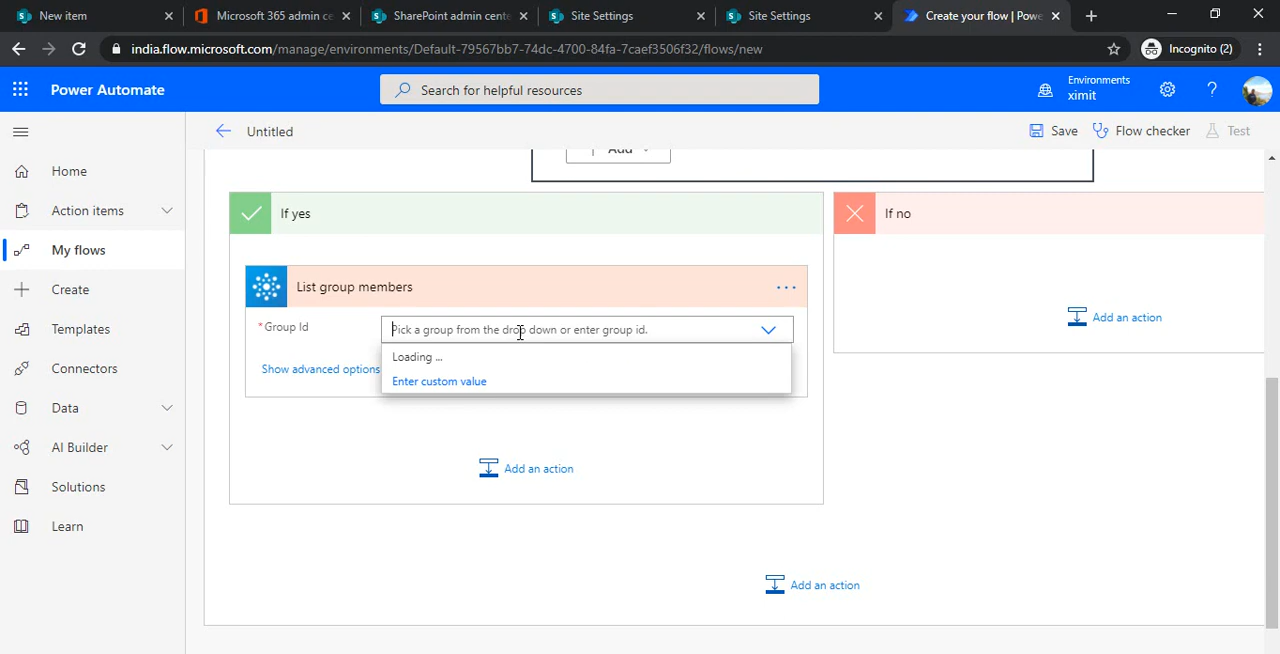 New item
Microsoft 365 admin ce
SharePoint admin cente
Site Settings
Site Settings
Create your flow | Powe
india.flow.microsoft.com/manage/environments/Default-79567bb7-74dc-4700-84fa-7caef3506f32/flows/new
Incognito (2)
Power Automate
Search for helpful resources
Environments
ximit
Untitled
Save
Flow checker
Test
Home
Action items
My flows
Create
Templates
Connectors
Data
AI Builder
Solutions
Learn
Add
If yes
If no
List group members
*Group Id
Pick a group from the drop down or enter group id.
Loading ...
Enter custom value
Show advanced options
Add an action
Add an action
Add an action